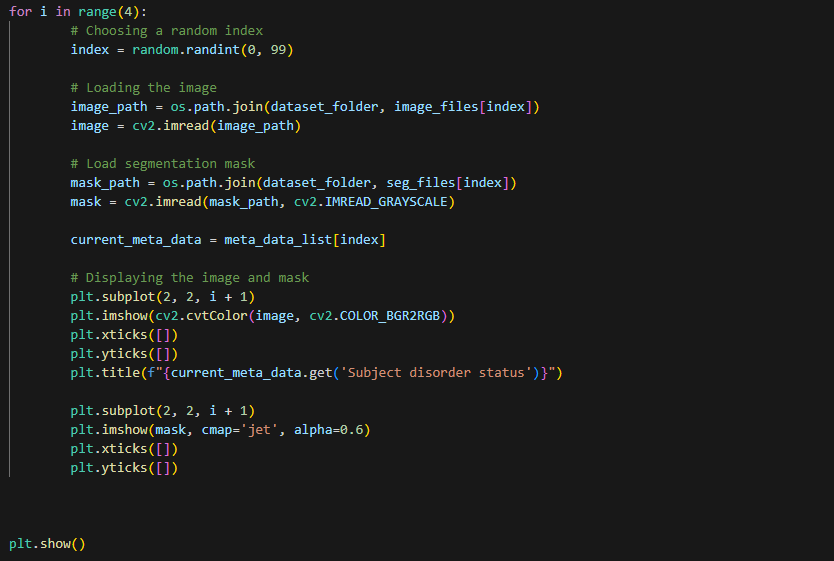 for i in range(4):
# Choosing a random index
index = random.randint(0, 99)
# Loading the image
image_path = os.path.join(dataset_folder, image_files[index])
image = cv2.imread(image_path)
# Load segmentation mask
mask_path = os.path.join(dataset_folder, seg_files[index])
mask = cv2.imread(mask_path, cv2.IMREAD_GRAYSCALE)
current_meta_data = meta_data_list[index]
# Displaying the image and mask
plt.subplot(2, 2, i + 1)
plt.imshow(cv2.cvtColor(image, cv2.COLOR_BGR2RGB))
plt.xticks([])
plt.yticks([])
plt.title(f"{current_meta_data.get('Subject disorder status')}")
plt.subplot(2, 2, i + 1)
plt.imshow(mask, cmap='jet', alpha=0.6)
plt.xticks([])
plt.yticks([])
plt.show()